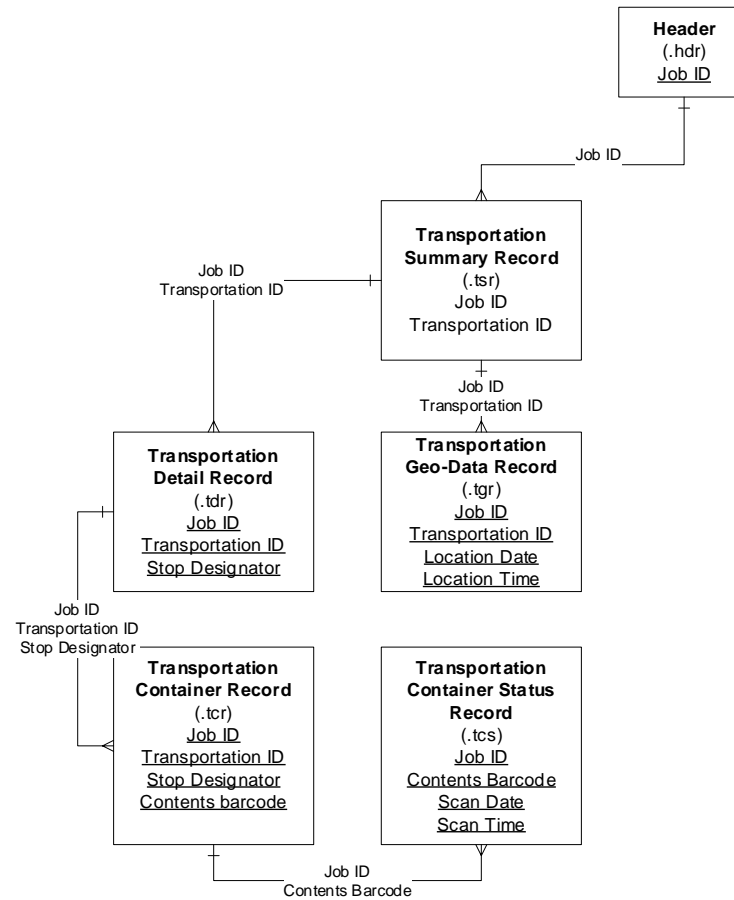 Header
(.hdr)
Job ID
Job ID
Transportation
Summary Record
(.tsr)
Job ID
Transportation ID
Job ID
Transportation ID
Job ID
Transportation ID
Transportation
Detail Record
(.tdr)
Job ID
Transportation ID
Stop Designator
Transportation
Geo-Data Record
(.tgr)
Job ID
Transportation ID
Location Date
Location Time
Job ID
Transportation ID
Stop Designator
Transportation
Container Record
(.tcr)
Job ID
Transportation ID
Stop Designator
Contents barcode
Transportation
Container Status
Record
(.tcs)
Job ID
Contents Barcode
Scan Date
Scan Time
Job ID
Contents Barcode